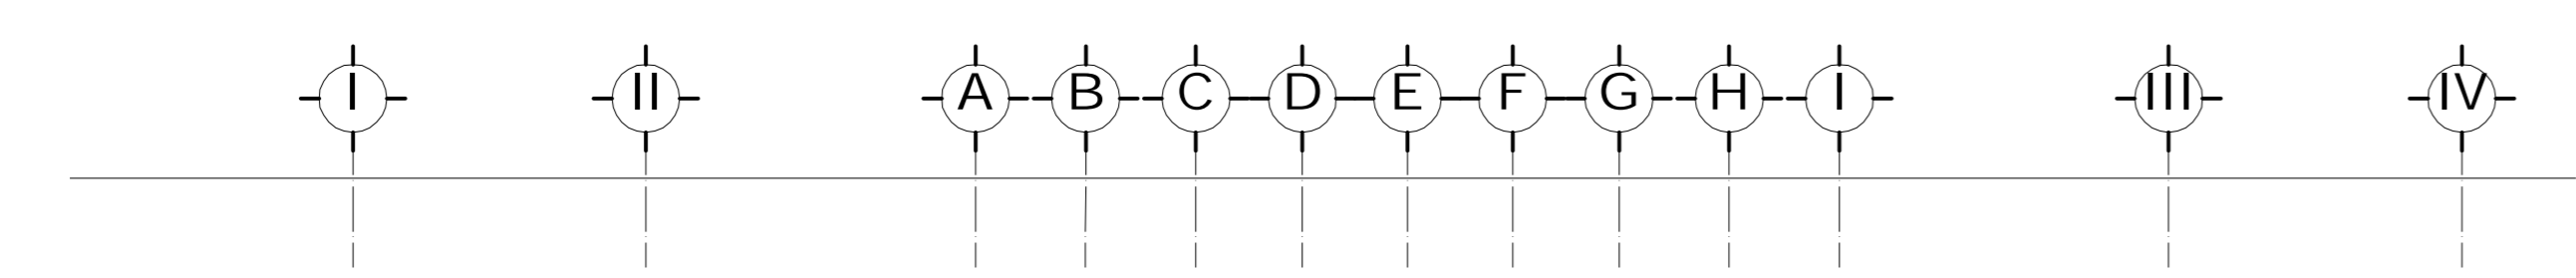 I II A B C D E F G H I III IV